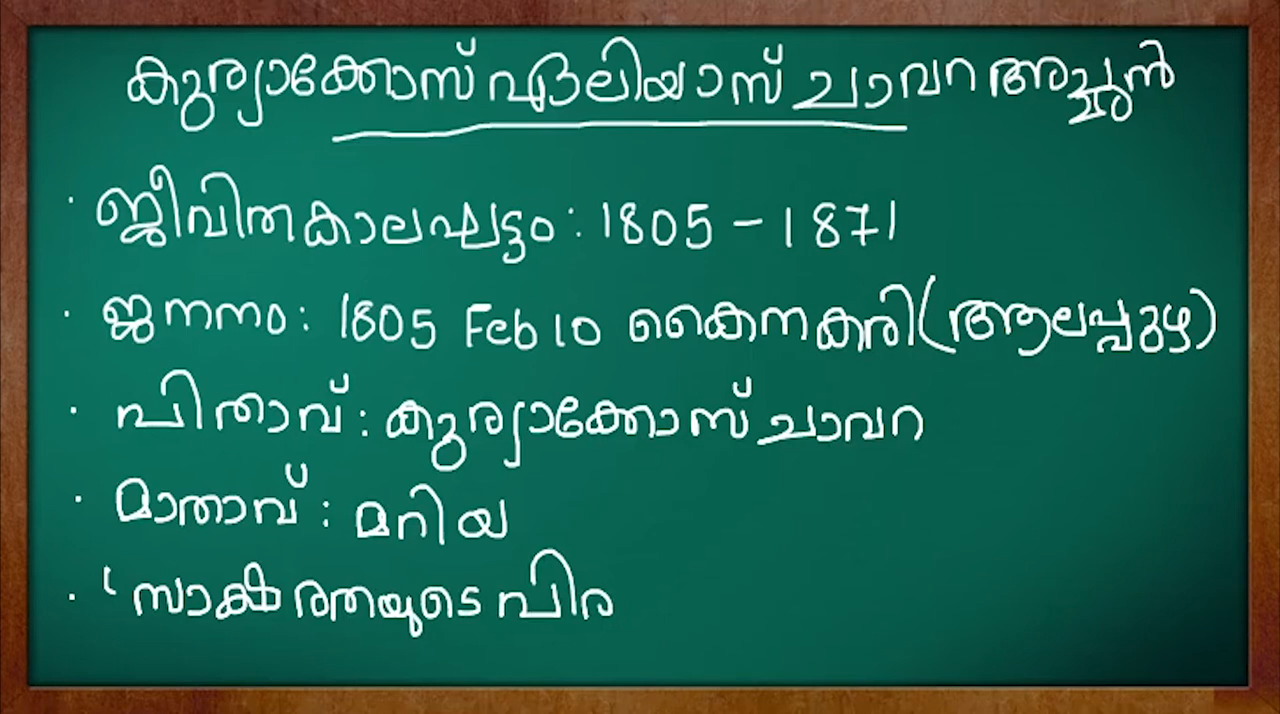 കുര്യാക്കോസ് ഏലിയാസ് ചാവറ അച്ചൻ
· ജീവിതകാലഘട്ടം : 1805 - 1871
· ജനനം : 1805 Feb 10 കൈനകരി (ആലപ്പുഴ)
· പിതാവ് : കുര്യാക്കോസ് ചാവറ
· മാതാവ് : മറിയ
· ‘സാക്ഷരതയുടെ പിര